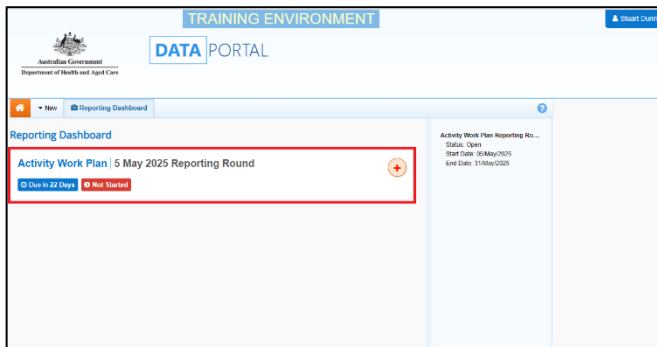 TRAINING ENVIRONMENT
Stuart Dunn
Australian Government
Department of Health and Aged Care
DATA PORTAL
New
Reporting Dashboard
Reporting Dashboard
Activity Work Plan | 5 May 2025 Reporting Round
Due in 22 Days Not Started
Activity Work Plan Reporting Ro...
Status: Open
Start Date: 05/May/2025
End Date: 31/May/2025